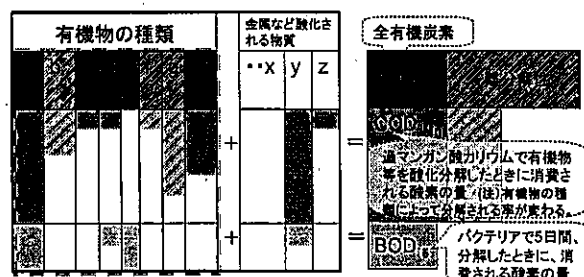 有機物の種類
金属など酸化さ
れる物質
・・x y z
全有機炭素
+ =
COD
過マンガン酸カリウムで有機物
等を酸化分解したときに消費さ
れる酸素の量 (注)有機物の種
類によって分解される率が変わる。
+ =
BOD
バクテリアで5日間、
分解したときに、消
費される酸素の量